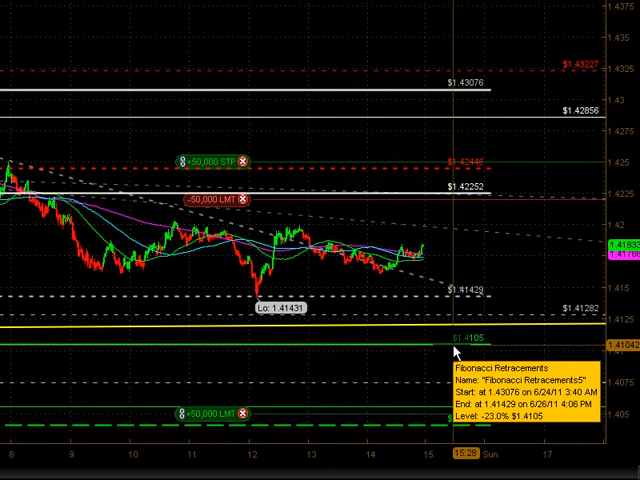 1.4375
1.435
$1.43227
1.4325
$1.43076
1.43
$1.42856
1.4275
+50,000 STP
$1.42446
1.425
$1.42252
-50,000 LMT
1.4225
1.42
1.41833
1.41766
$1.41429
1.415
Lo: 1.41431
$1.41282
1.4125
$1.4105
1.41042
Fibonacci Retracements
Name: "Fibonacci Retracements5"
Start: at 1.43076 on 6/24/11 3:40 AM
End: at 1.41429 on 6/26/11 4:06 PM
Level: -23.0% $1.4105
1.4075
+50,000 LMT
1.405
8 9 10 11 12 13 14 15 15:28 Sun 17